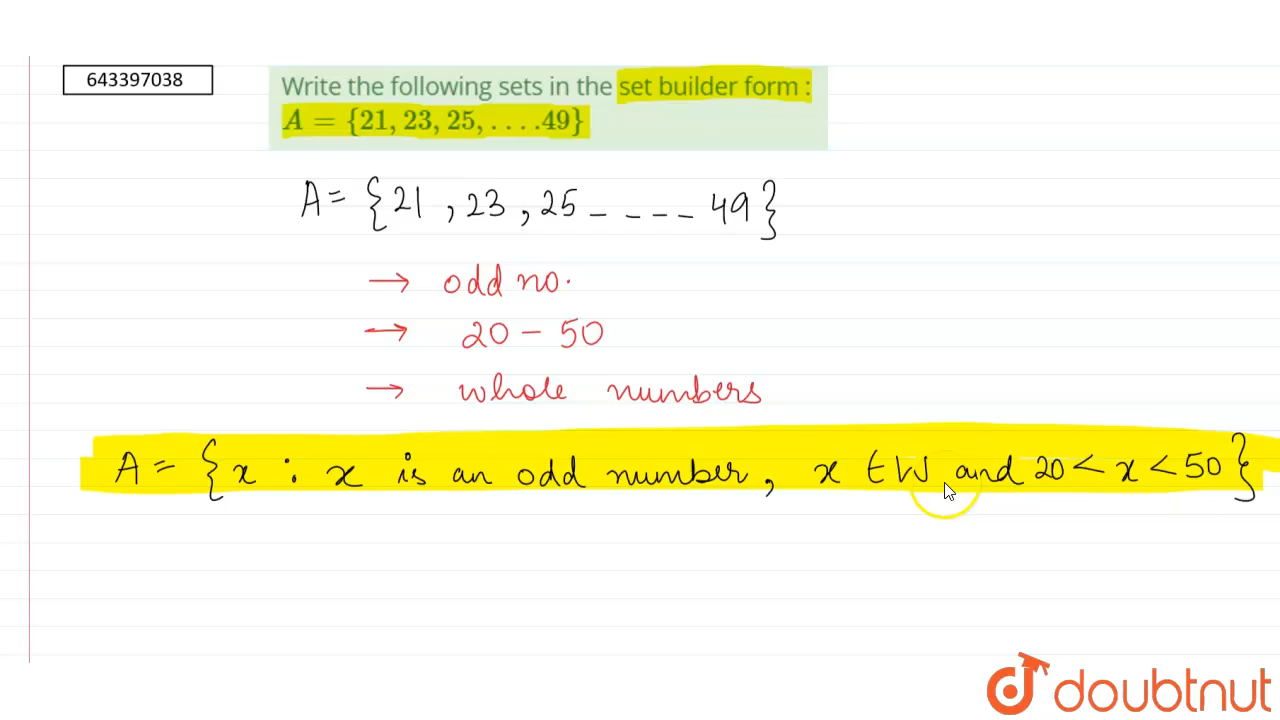 643397038
Write the following sets in the set builder form :
A = {21, 23, 25, . . . .49}
A = {21 , 23 , 25 _ _ _ _ 49}
→ odd no.
→ 20 - 50
→ whole numbers
A = {x : x is an odd number, x ∈ W and 20 < x < 50}
doubtnut